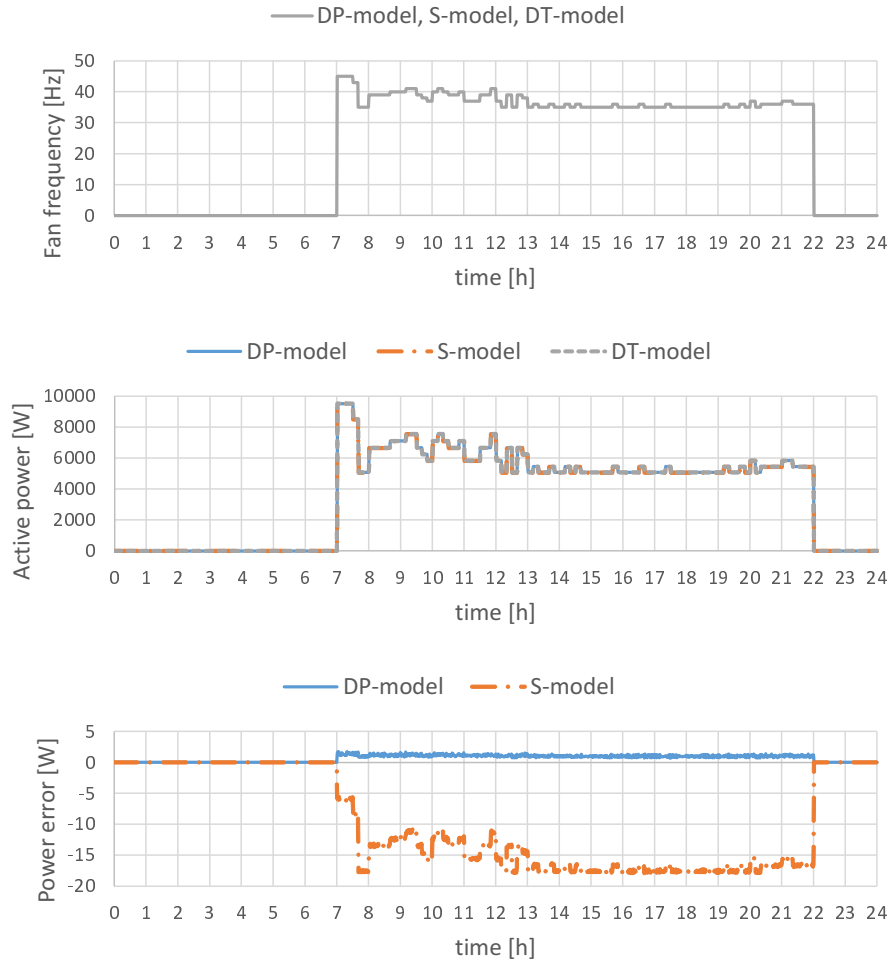 DP-model, S-model, DT-model
Fan frequency [Hz]
50
40
30
20
10
0
0 1 2 3 4 5 6 7 8 9 10 11 12 13 14 15 16 17 18 19 20 21 22 23 24
time [h]
DP-model S-model DT-model
Active power [W]
10000
8000
6000
4000
2000
0
0 1 2 3 4 5 6 7 8 9 10 11 12 13 14 15 16 17 18 19 20 21 22 23 24
time [h]
DP-model S-model
Power error [W]
5
0
-5
-10
-15
-20
0 1 2 3 4 5 6 7 8 9 10 11 12 13 14 15 16 17 18 19 20 21 22 23 24
time [h]